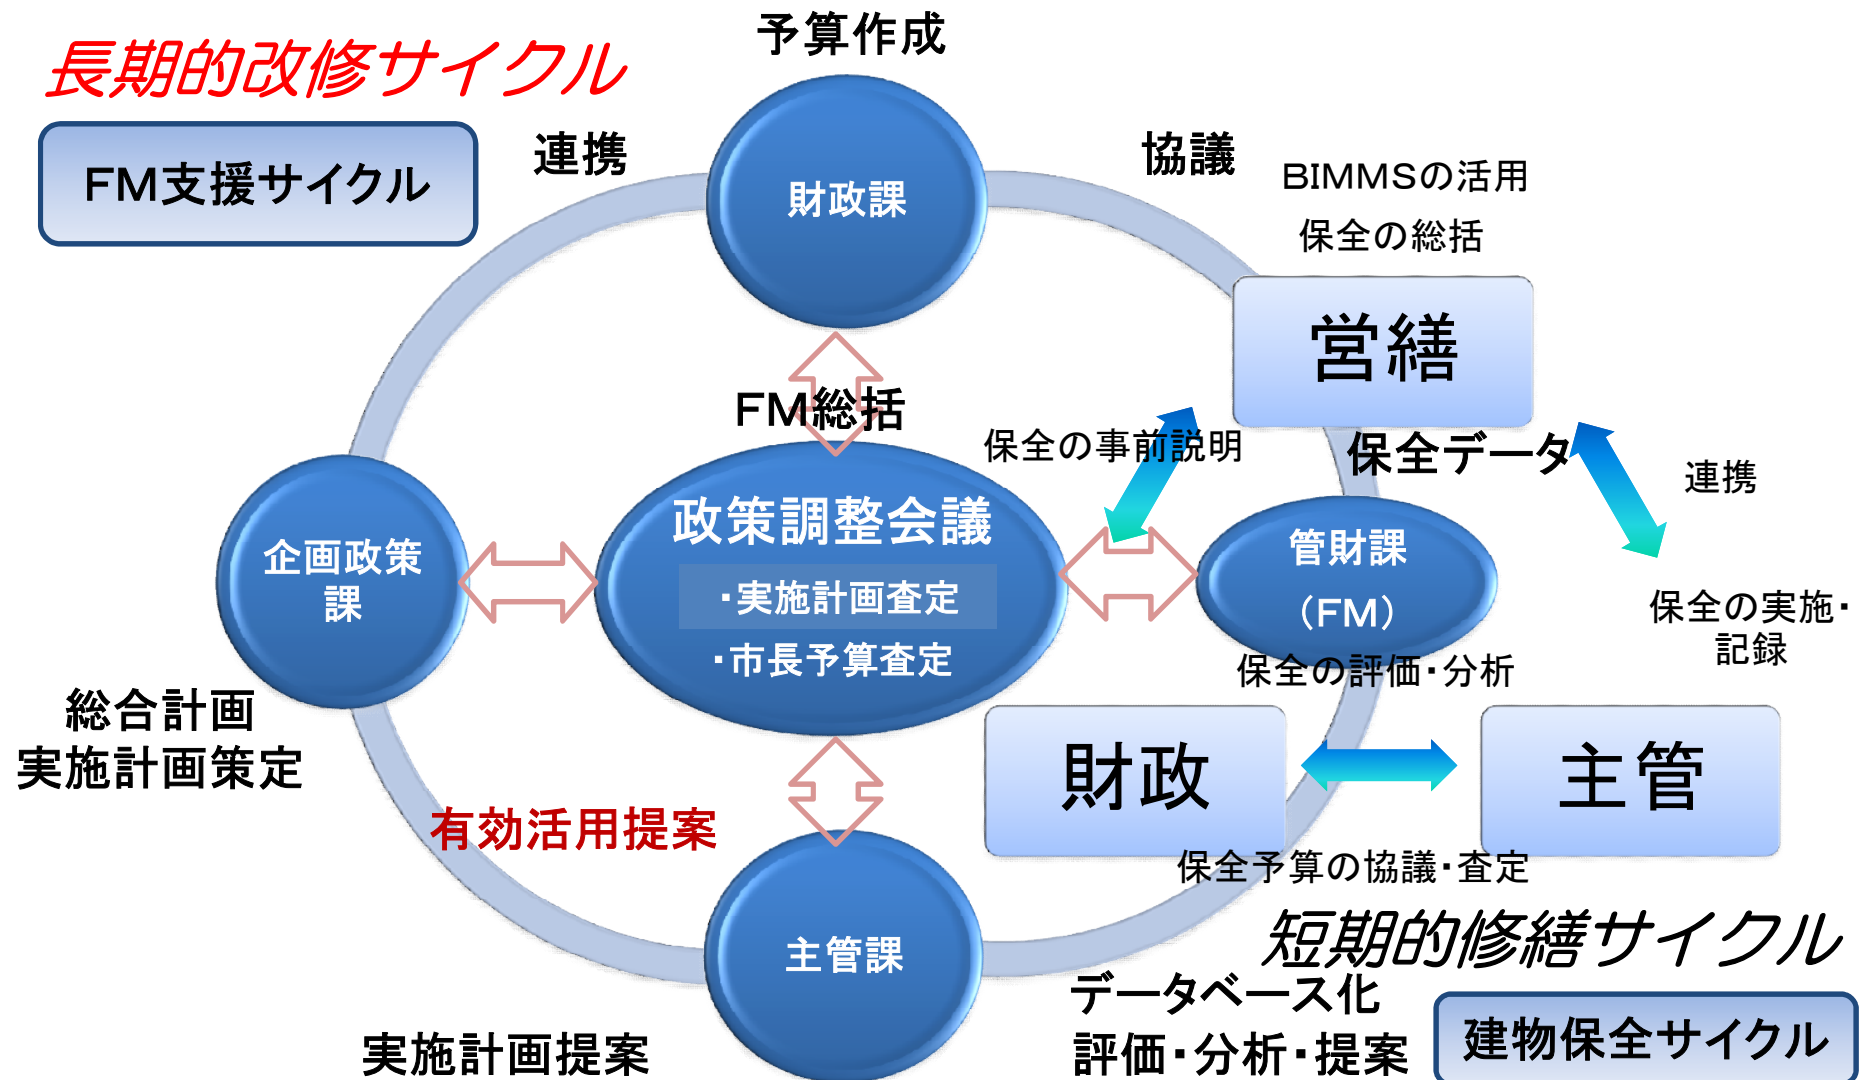 予算作成
長期的改修サイクル
FM支援サイクル
連携
財政課
協議
BIMMSの活用
保全の総括
営繕
FM総括
保全の事前説明
保全データ
連携
政策調整会議
・実施計画査定
・市長予算査定
企画政策
課
管財課
(FM)
保全の実施・
記録
保全の評価・分析
総合計画
実施計画策定
財政
主管
有効活用提案
保全予算の協議・査定
主管課
短期的修繕サイクル
データベース化
評価・分析・提案
実施計画提案
建物保全サイクル